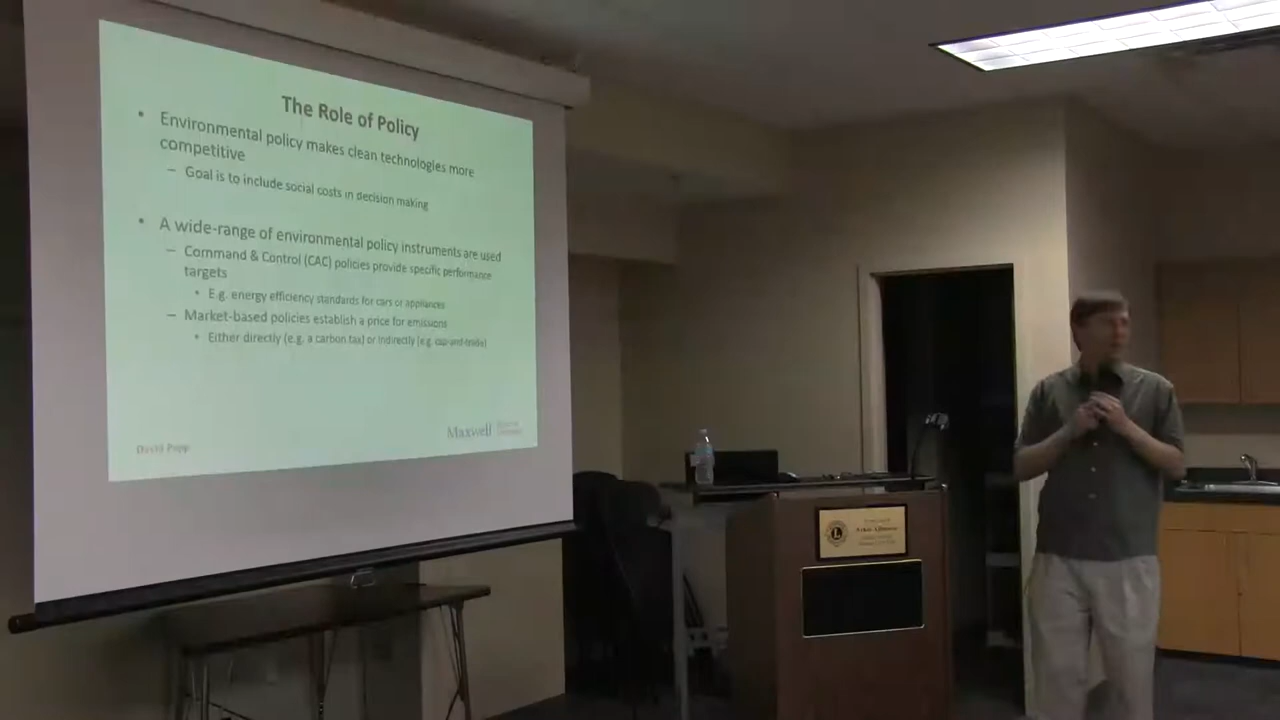 The Role of Policy
• Environmental policy makes clean technologies more
competitive
– Goal is to include social costs in decision making
• A wide-range of environmental policy instruments are used
– Command & Control (CAC) policies provide specific performance
targets
• E.g. energy efficiency standards for cars or appliances
– Market-based policies establish a price for emissions
• Either directly (e.g. a carbon tax) or indirectly (e.g. cap-and-trade)
David Popp
Maxwell
L